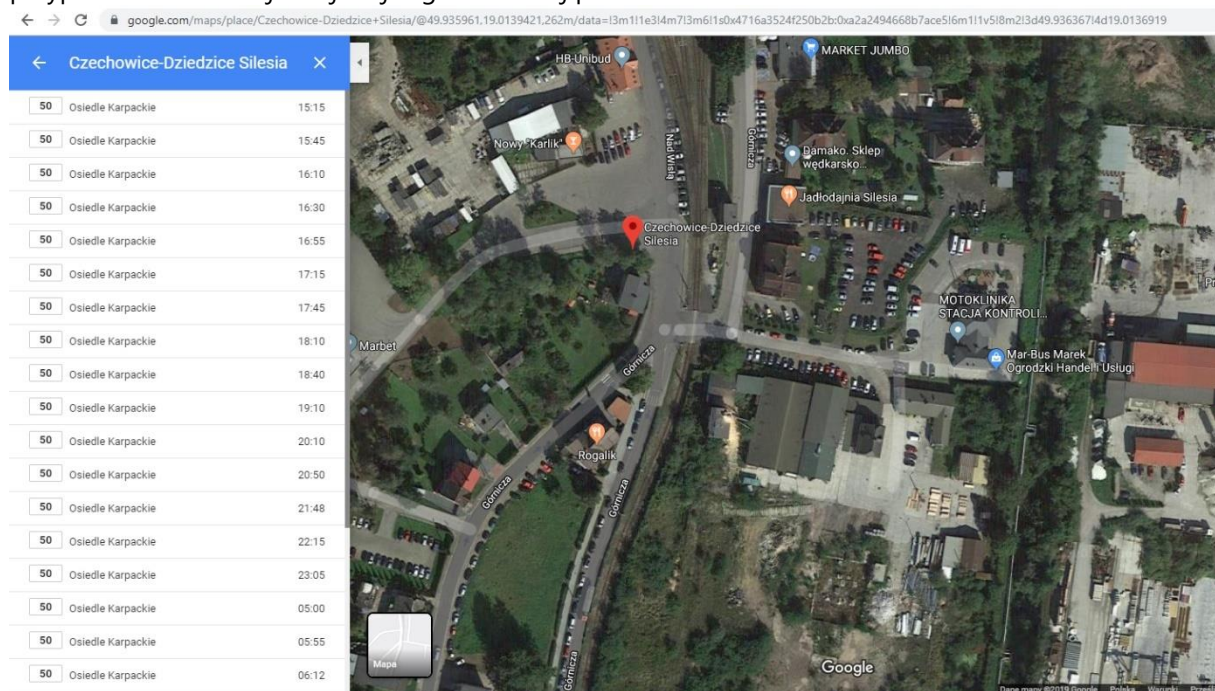 google.com/maps/place/Czechowice-Dziedzice+Silesia/@49.935961,19.0139421,262m/data=!3m1!1e3!4m7!3m6!1s0x4716a3524f250b2b:0xa2a2494668b7ace5!6m1!1v5!8m2!3d49.936367!4d19.0136919
Czechowice-Dziedzice Silesia
50 Osiedle Karpackie 15:15
50 Osiedle Karpackie 15:45
50 Osiedle Karpackie 16:10
50 Osiedle Karpackie 16:30
50 Osiedle Karpackie 16:55
50 Osiedle Karpackie 17:15
50 Osiedle Karpackie 17:45
50 Osiedle Karpackie 18:10
50 Osiedle Karpackie 18:40
50 Osiedle Karpackie 19:10
50 Osiedle Karpackie 20:10
50 Osiedle Karpackie 20:50
50 Osiedle Karpackie 21:48
50 Osiedle Karpackie 22:15
50 Osiedle Karpackie 23:05
50 Osiedle Karpackie 05:00
50 Osiedle Karpackie 05:55
50 Osiedle Karpackie 06:12
HB-Unibud
MARKET JUMBO
Nowy "Karlik"
Nad Wisłą
Górnicza
Damako. Sklep
wędkarsko...
Jadłodajnia Silesia
Czechowice-Dziedzice
Silesia
MOTOKLINIKA
STACJA KONTROLI...
Marbet
Mar-Bus Marek
Ogrodzki Handel i Usługi
Górnicza
Rogalik
Górnicza
Górnicza
Górnicza
Mapa
Google
Dane mapy ©2019 Google Polska Warunki